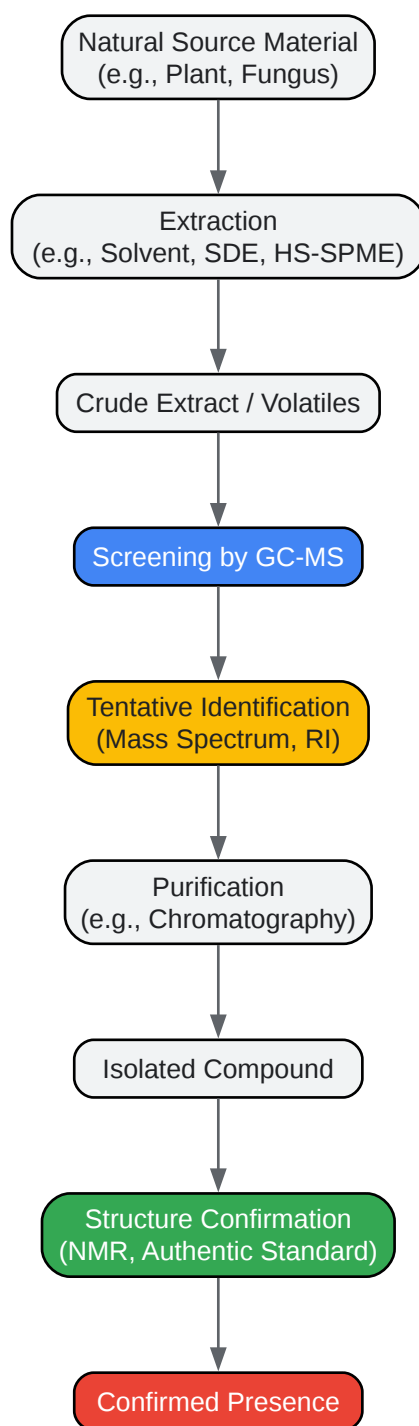 Natural Source Material
(e.g., Plant, Fungus)
Extraction
(e.g., Solvent, SDE, HS-SPME)
Crude Extract / Volatiles
Screening by GC-MS
Tentative Identification
(Mass Spectrum, RI)
Purification
(e.g., Chromatography)
Isolated Compound
Structure Confirmation
(NMR, Authentic Standard)
Confirmed Presence